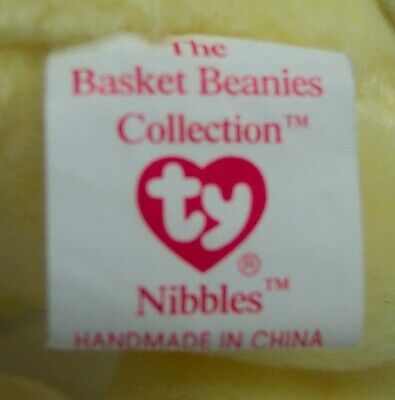 The
Basket Beanies
Collection™
ty®
Nibbles™
HANDMADE IN CHINA